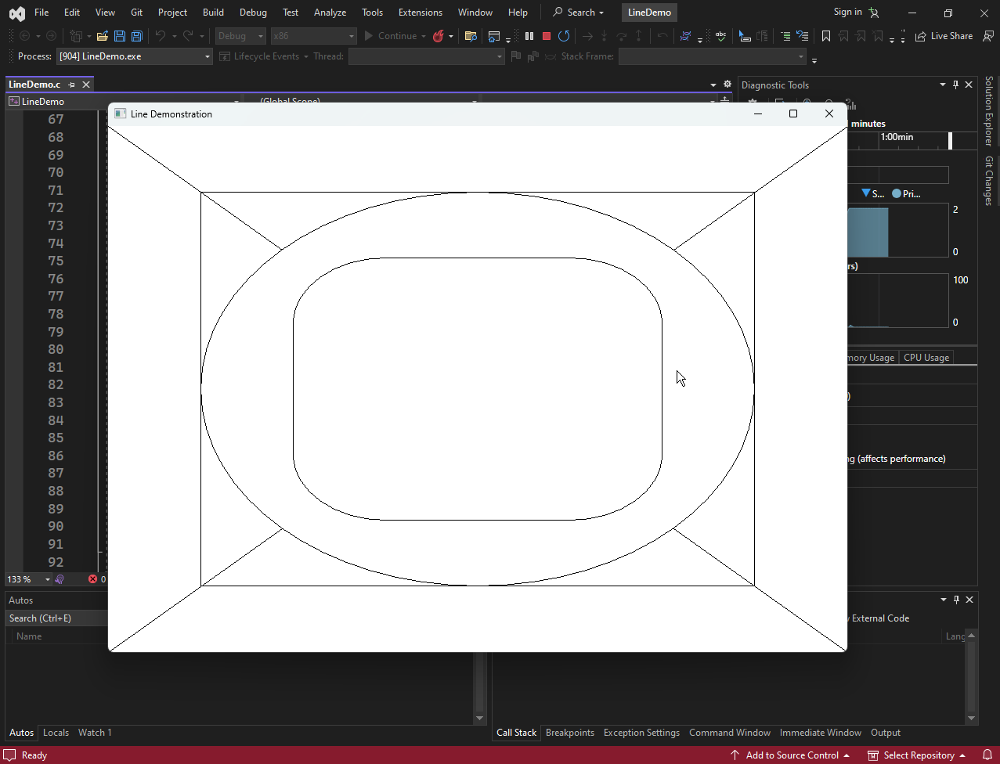 File Edit View Git Project Build Debug Test Analyze Tools Extensions Window Help Search LineDemo Sign in
Debug x86 Continue Live Share
Process: [904] LineDemo.exe Lifecycle Events Thread: Stack Frame:
LineDemo.c
LineDemo (Global Scope)
67
68
69
70
71
72
73
74
75
76
77
78
79
80
81
82
83
84
85
86
87
88
89
90
91
92
133 % 0
Line Demonstration
Diagnostic Tools
minutes
1:00min
S... Pri...
2
0
rs)
100
0
mory Usage CPU Usage
)
ng (affects performance)
Solution Explorer
Git Changes
Autos
Search (Ctrl+E)
Name
External Code
Lang
Autos Locals Watch 1
Call Stack Breakpoints Exception Settings Command Window Immediate Window Output
Ready Add to Source Control Select Repository